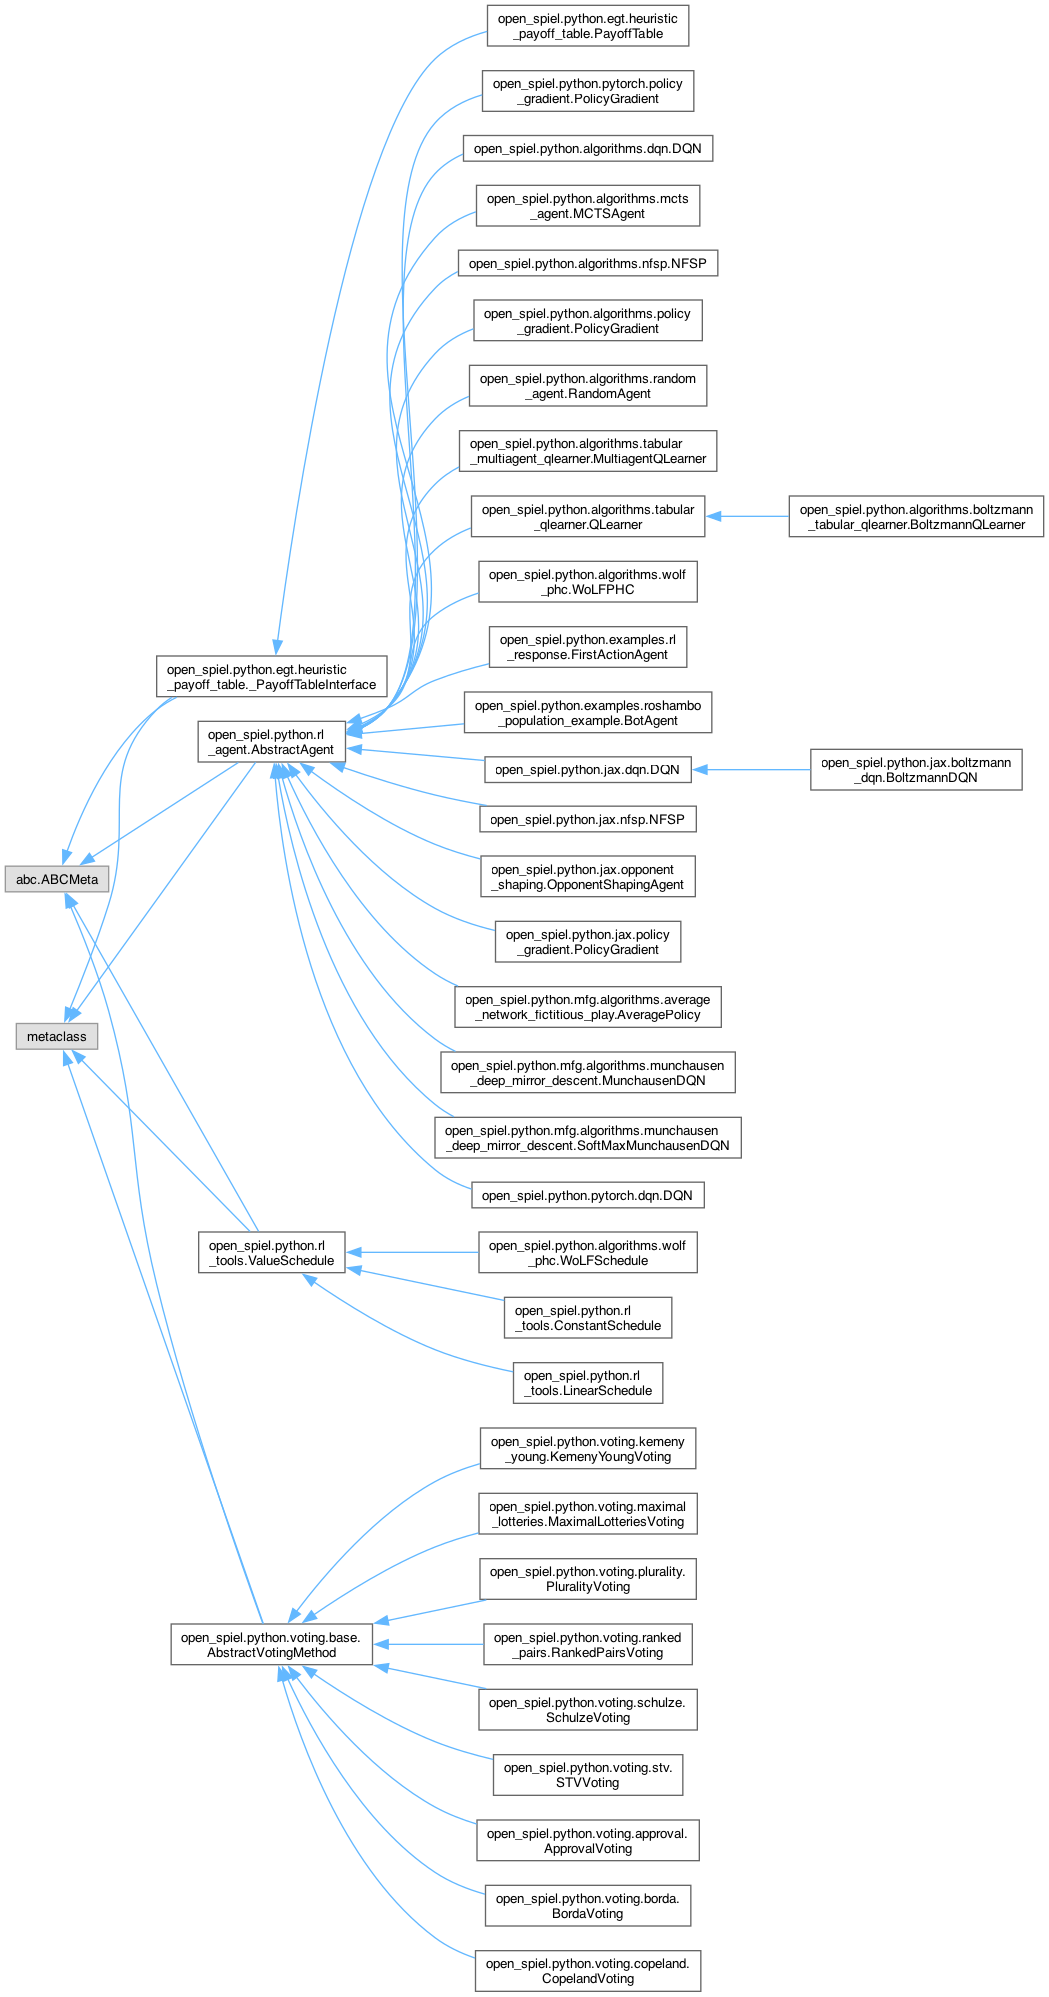 open_spiel.python.egt.heuristic
_payoff_table.PayoffTable
open_spiel.python.pytorch.policy
_gradient.PolicyGradient
open_spiel.python.algorithms.dqn.DQN
open_spiel.python.algorithms.mcts
_agent.MCTSAgent
open_spiel.python.algorithms.nfsp.NFSP
open_spiel.python.algorithms.policy
_gradient.PolicyGradient
open_spiel.python.algorithms.random
_agent.RandomAgent
open_spiel.python.algorithms.tabular
_multiagent_qlearner.MultiagentQLearner
open_spiel.python.algorithms.tabular
_qlearner.QLearner
open_spiel.python.algorithms.boltzmann
_tabular_qlearner.BoltzmannQLearner
open_spiel.python.algorithms.wolf
_phc.WoLFPHC
open_spiel.python.examples.rl
_response.FirstActionAgent
open_spiel.python.egt.heuristic
_payoff_table._PayoffTableInterface
open_spiel.python.examples.roshambo
_population_example.BotAgent
open_spiel.python.rl
_agent.AbstractAgent
open_spiel.python.jax.dqn.DQN
open_spiel.python.jax.boltzmann
_dqn.BoltzmannDQN
open_spiel.python.jax.nfsp.NFSP
open_spiel.python.jax.opponent
_shaping.OpponentShapingAgent
abc.ABCMeta
open_spiel.python.jax.policy
_gradient.PolicyGradient
open_spiel.python.mfg.algorithms.average
_network_fictitious_play.AveragePolicy
metaclass
open_spiel.python.mfg.algorithms.munchausen
_deep_mirror_descent.MunchausenDQN
open_spiel.python.mfg.algorithms.munchausen
_deep_mirror_descent.SoftMaxMunchausenDQN
open_spiel.python.pytorch.dqn.DQN
open_spiel.python.rl
_tools.ValueSchedule
open_spiel.python.algorithms.wolf
_phc.WoLFSchedule
open_spiel.python.rl
_tools.ConstantSchedule
open_spiel.python.rl
_tools.LinearSchedule
open_spiel.python.voting.kemeny
_young.KemenyYoungVoting
open_spiel.python.voting.maximal
_lotteries.MaximalLotteriesVoting
open_spiel.python.voting.plurality.
PluralityVoting
open_spiel.python.voting.base.
AbstractVotingMethod
open_spiel.python.voting.ranked
_pairs.RankedPairsVoting
open_spiel.python.voting.schulze.
SchulzeVoting
open_spiel.python.voting.stv.
STVVoting
open_spiel.python.voting.approval.
ApprovalVoting
open_spiel.python.voting.borda.
BordaVoting
open_spiel.python.voting.copeland.
CopelandVoting